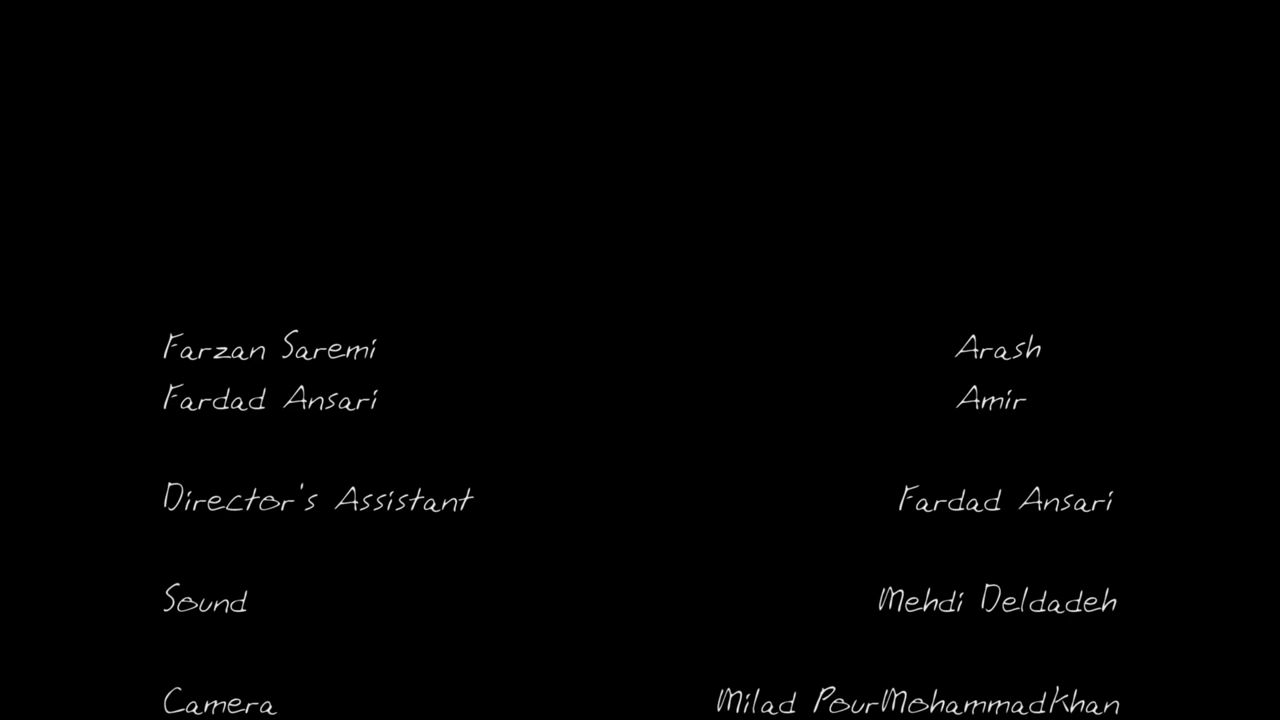 Farzan Saremi Arash
Fardad Ansari Amir
Director's Assistant Fardad Ansari
Sound Mehdi Deldadeh
Camera Milad PourMohammadKhan